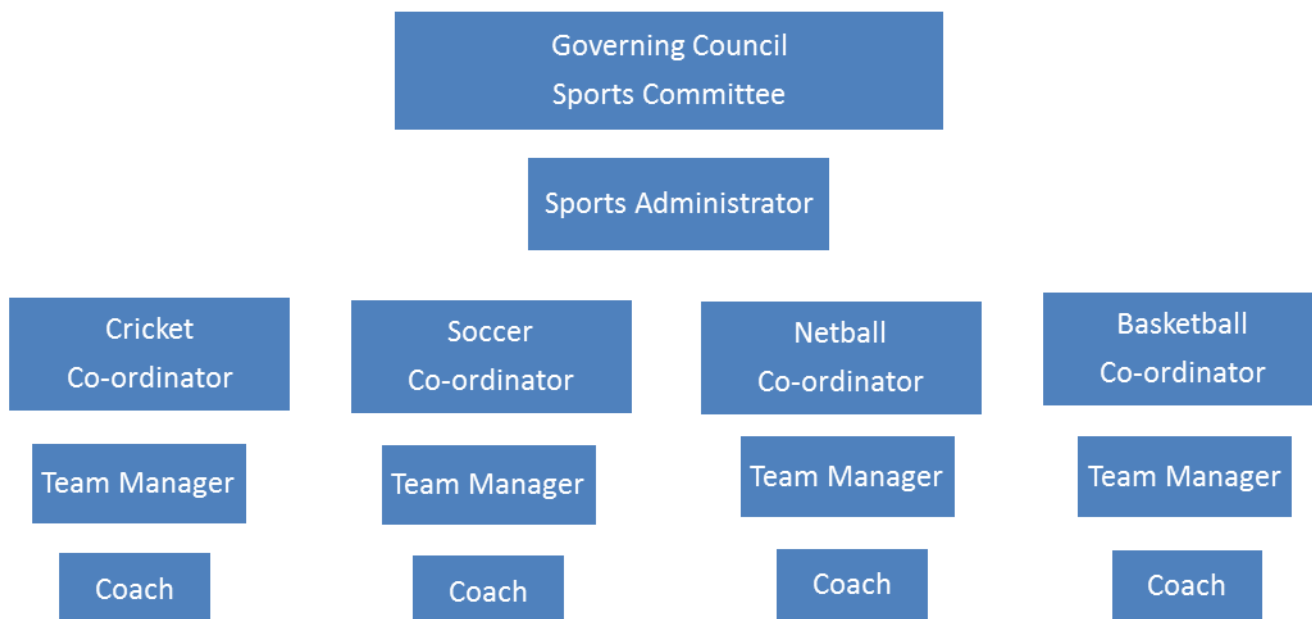 Governing Council
Sports Committee
Sports Administrator
Cricket
Co-ordinator
Soccer
Co-ordinator
Netball
Co-ordinator
Basketball
Co-ordinator
Team Manager
Team Manager
Team Manager
Team Manager
Coach
Coach
Coach
Coach